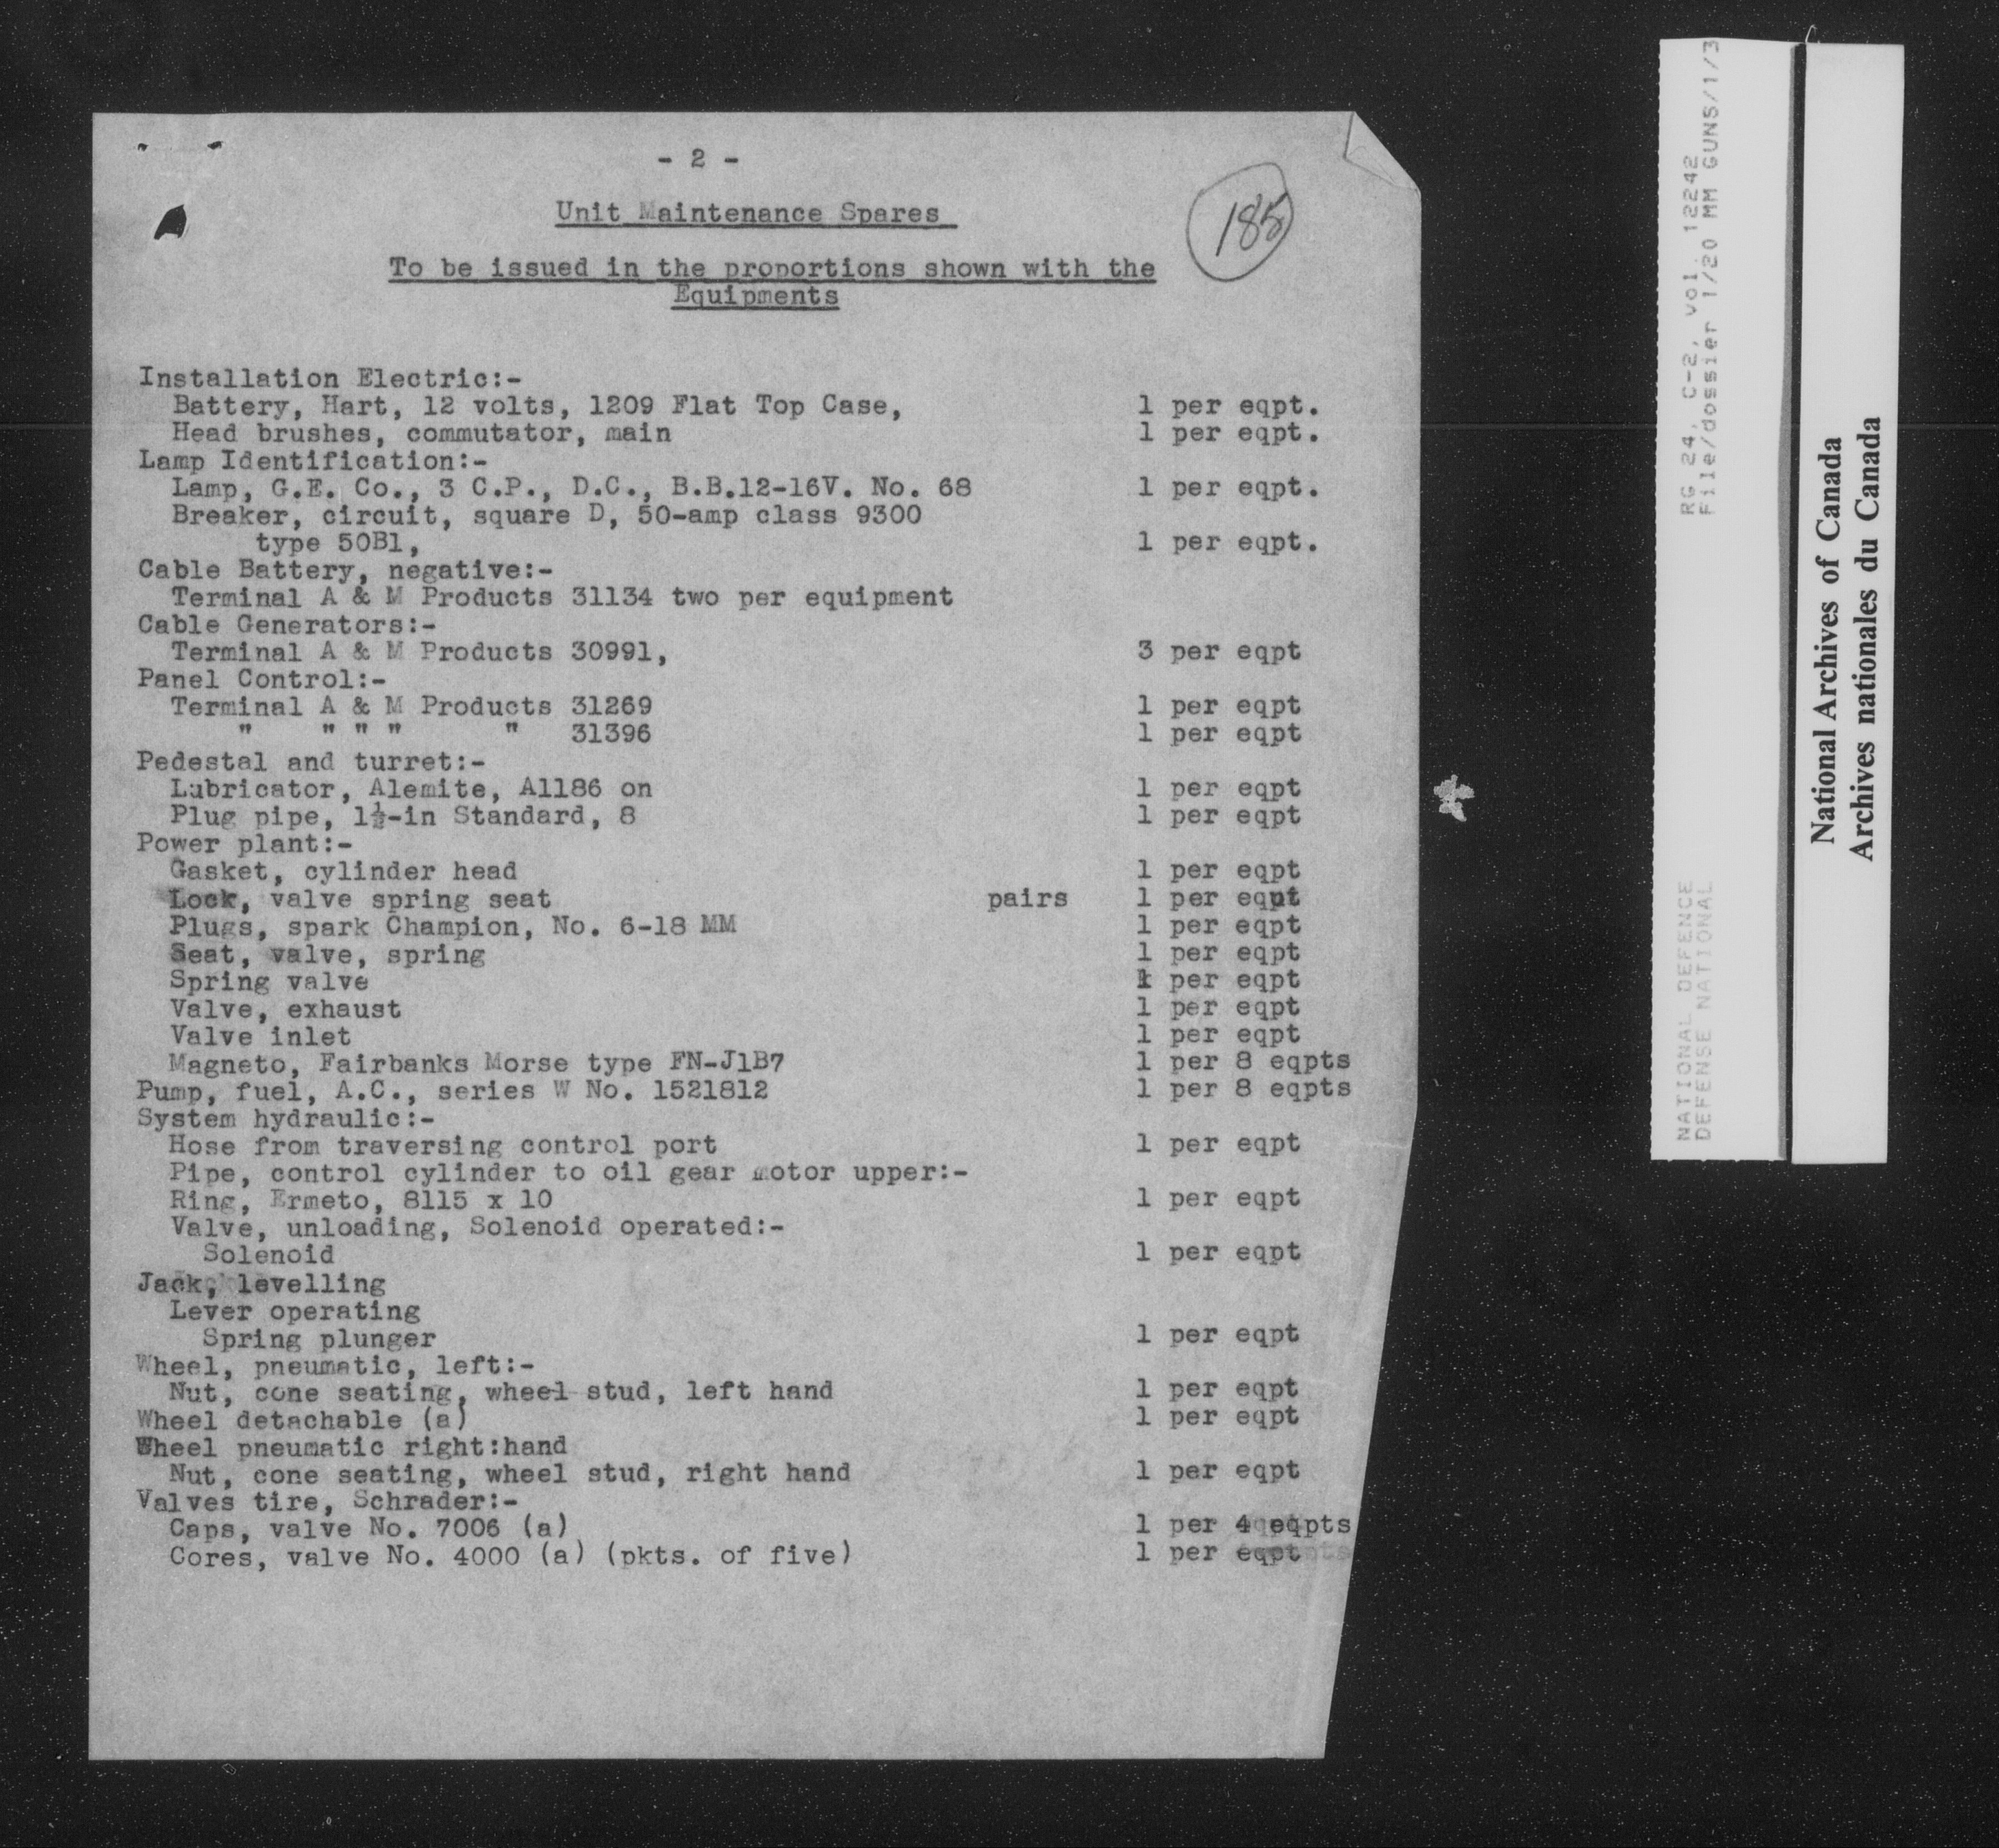 - 2 -
185
Unit Maintenance Spares
To be issued in the proportions shown with the
Equipments
Installation Electric:-
Battery, Hart, 12 volts, 1209 Flat Top Case, 1 per eqpt.
Head brushes, commutator, main 1 per eqpt.
Lamp Identification:-
Lamp, G.E. Co., 3 C.P., D.C., B.B.12-16V. No. 68 1 per eqpt.
Breaker, circuit, square D, 50-amp class 9300
type 50B1, 1 per eqpt.
Cable Battery, negative:-
Terminal A & M Products 31134 two per equipment
Cable Generators:-
Terminal A & M Products 30991, 3 per eqpt
Panel Control:-
Terminal A & M Products 31269 1 per eqpt
" " " " " 31396 1 per eqpt
Pedestal and turret:-
Lubricator, Alemite, A1186 on 1 per eqpt
Plug pipe, 1½-in Standard, 8 1 per eqpt
Power plant:-
Gasket, cylinder head 1 per eqpt
Lock, valve spring seat pairs 1 per eqpt
Plugs, spark Champion, No. 6-18 MM 1 per eqpt
Seat, valve, spring 1 per eqpt
Spring valve 1 per eqpt
Valve, exhaust 1 per eqpt
Valve inlet 1 per eqpt
Magneto, Fairbanks Morse type FN-J1B7 1 per 8 eqpts
Pump, fuel, A.C., series W No. 1521812 1 per 8 eqpts
System hydraulic:-
Hose from traversing control port 1 per eqpt
Pipe, control cylinder to oil gear motor upper:-
Ring, Ermeto, 8115 x 10 1 per eqpt
Valve, unloading, Solenoid operated:-
Solenoid 1 per eqpt
Jack, levelling
Lever operating
Spring plunger 1 per eqpt
Wheel, pneumatic, left:-
Nut, cone seating, wheel stud, left hand 1 per eqpt
Wheel detachable (a) 1 per eqpt
Wheel pneumatic right:hand
Nut, cone seating, wheel stud, right hand 1 per eqpt
Valves tire, Schrader:-
Caps, valve No. 7006 (a) 1 per 4 eqpts
Cores, valve No. 4000 (a) (pkts. of five) 1 per eqpt
RG 24, C-2, vol. 12242
File/dossier 1/20 MM GUNS/1/3
NATIONAL DEFENCE
DEFENSE NATIONAL
National Archives of Canada
Archives nationales du Canada